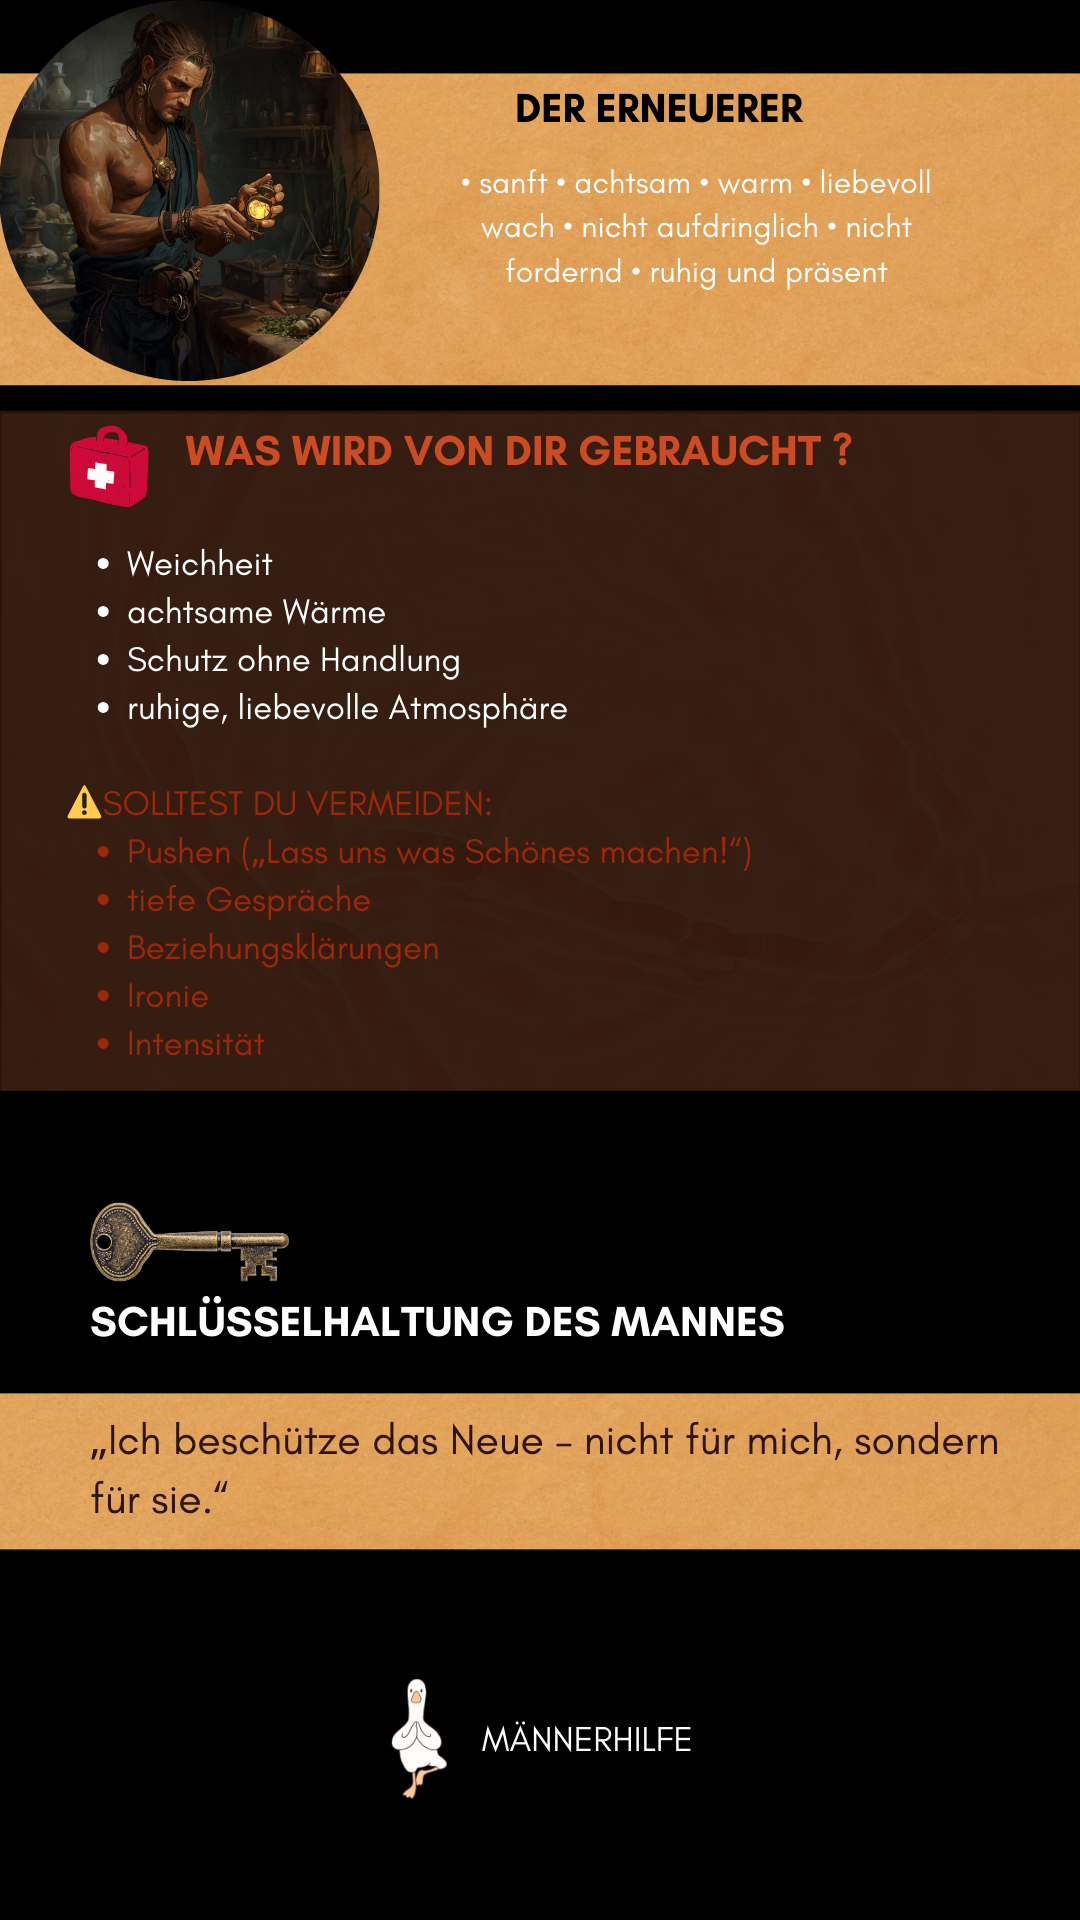 DER ERNEUERER
• sanft • achtsam • warm • liebevoll
wach • nicht aufdringlich • nicht
fordernd • ruhig und präsent
WAS WIRD VON DIR GEBRAUCHT ?
• Weichheit
• achtsame Wärme
• Schutz ohne Handlung
• ruhige, liebevolle Atmosphäre
⚠️SOLLTEST DU VERMEIDEN:
• Pushen („Lass uns was Schönes machen!“)
• tiefe Gespräche
• Beziehungsklärungen
• Ironie
• Intensität
SCHLÜSSELHALTUNG DES MANNES
„Ich beschütze das Neue – nicht für mich, sondern
für sie.“
MÄNNERHILFE